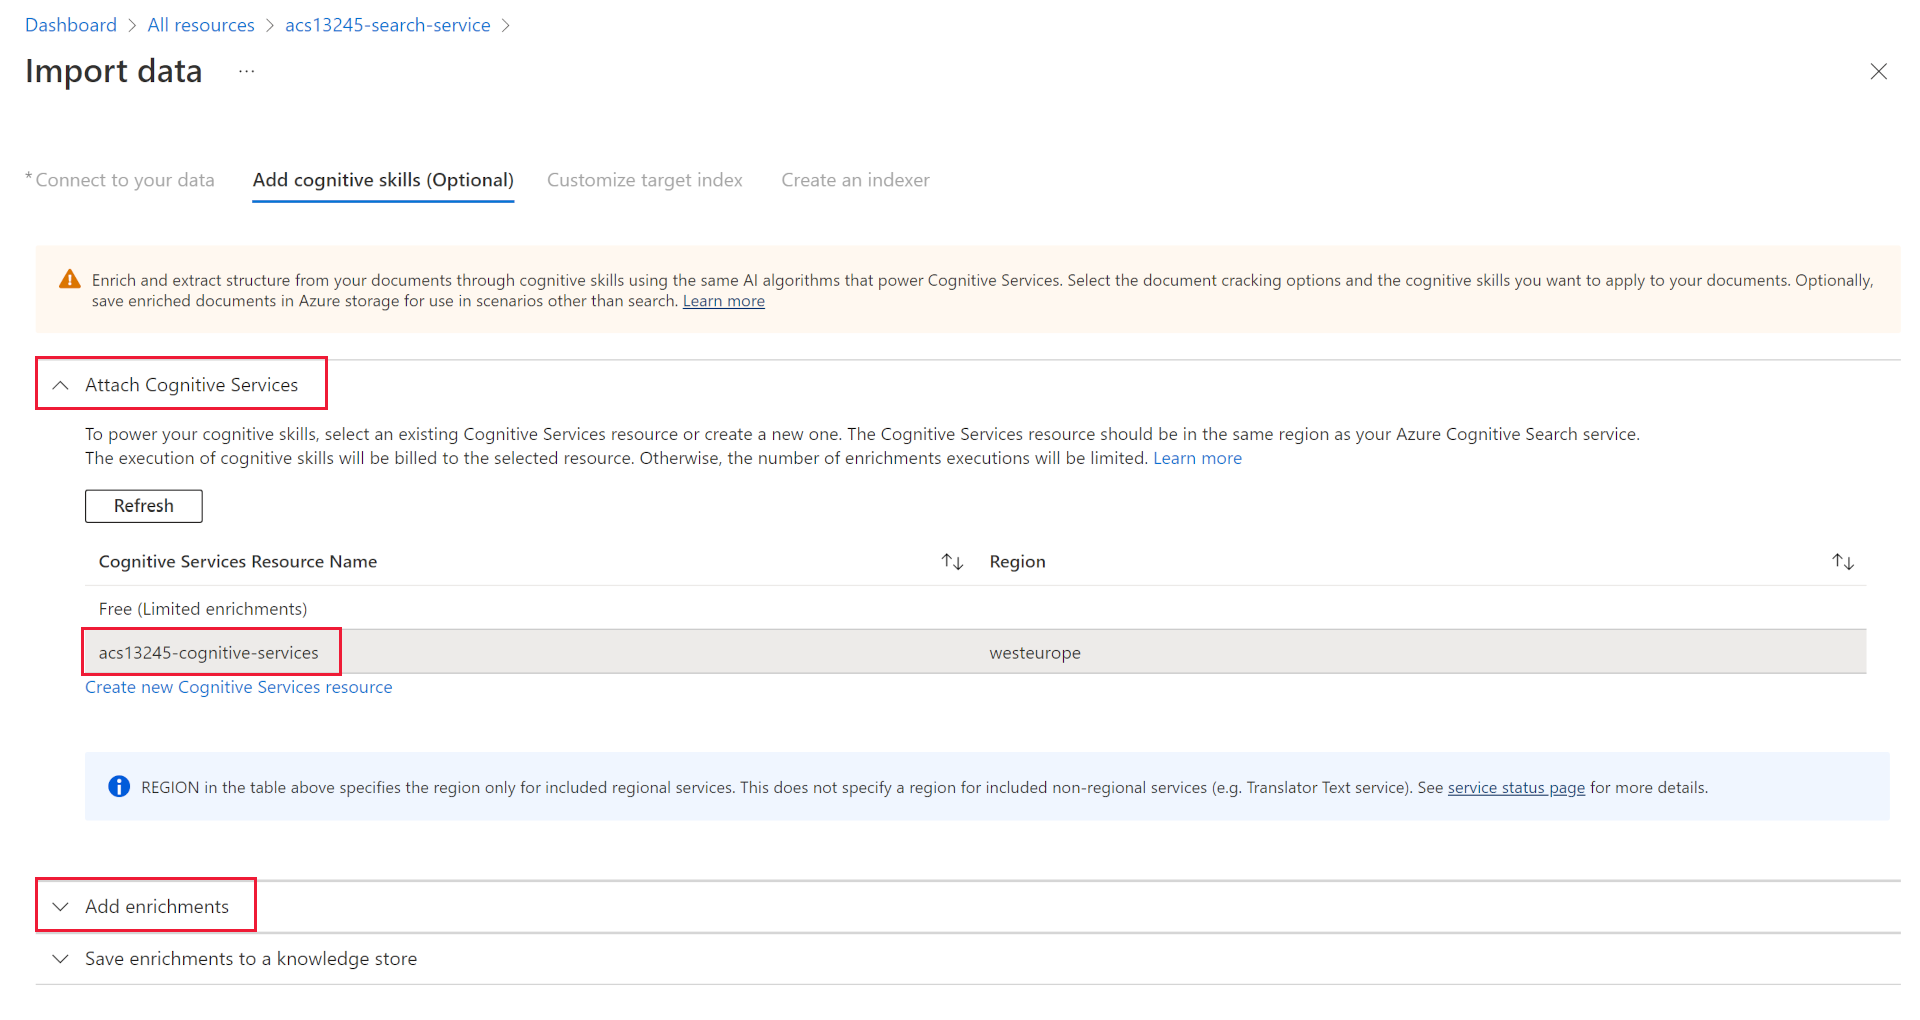 Dashboard > All resources > acs13245-search-service >
Import data ...
* Connect to your data Add cognitive skills (Optional) Customize target index Create an indexer
Enrich and extract structure from your documents through cognitive skills using the same AI algorithms that power Cognitive Services. Select the document cracking options and the cognitive skills you want to apply to your documents. Optionally,
save enriched documents in Azure storage for use in scenarios other than search. Learn more
Attach Cognitive Services
To power your cognitive skills, select an existing Cognitive Services resource or create a new one. The Cognitive Services resource should be in the same region as your Azure Cognitive Search service.
The execution of cognitive skills will be billed to the selected resource. Otherwise, the number of enrichments executions will be limited. Learn more
Refresh
Cognitive Services Resource Name Region
Free (Limited enrichments)
acs13245-cognitive-services westeurope
Create new Cognitive Services resource
REGION in the table above specifies the region only for included regional services. This does not specify a region for included non-regional services (e.g. Translator Text service). See service status page for more details.
Add enrichments
Save enrichments to a knowledge store